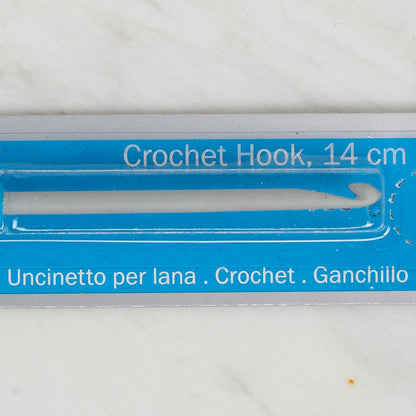 Crochet Hook, 14 cm
Uncinetto per lana . Crochet . Ganchillo